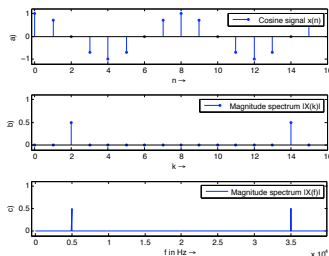 Cosine signal x(n)
1
0
−1
a)
0 2 4 6 8 10 12 14 16
n →
Magnitude spectrum |X(k)|
1
0.5
0
b)
0 2 4 6 8 10 12 14 16
k →
Magnitude spectrum |X(f)|
1
0.5
0
c)
0 0.5 1 1.5 2 2.5 3 3.5
f in Hz →
x 10⁴